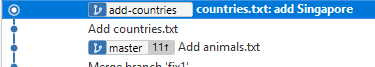 add-countries countries.txt: add Singapore
Add countries.txt
master 11↑ Add animals.txt
Merge branch 'fix1'